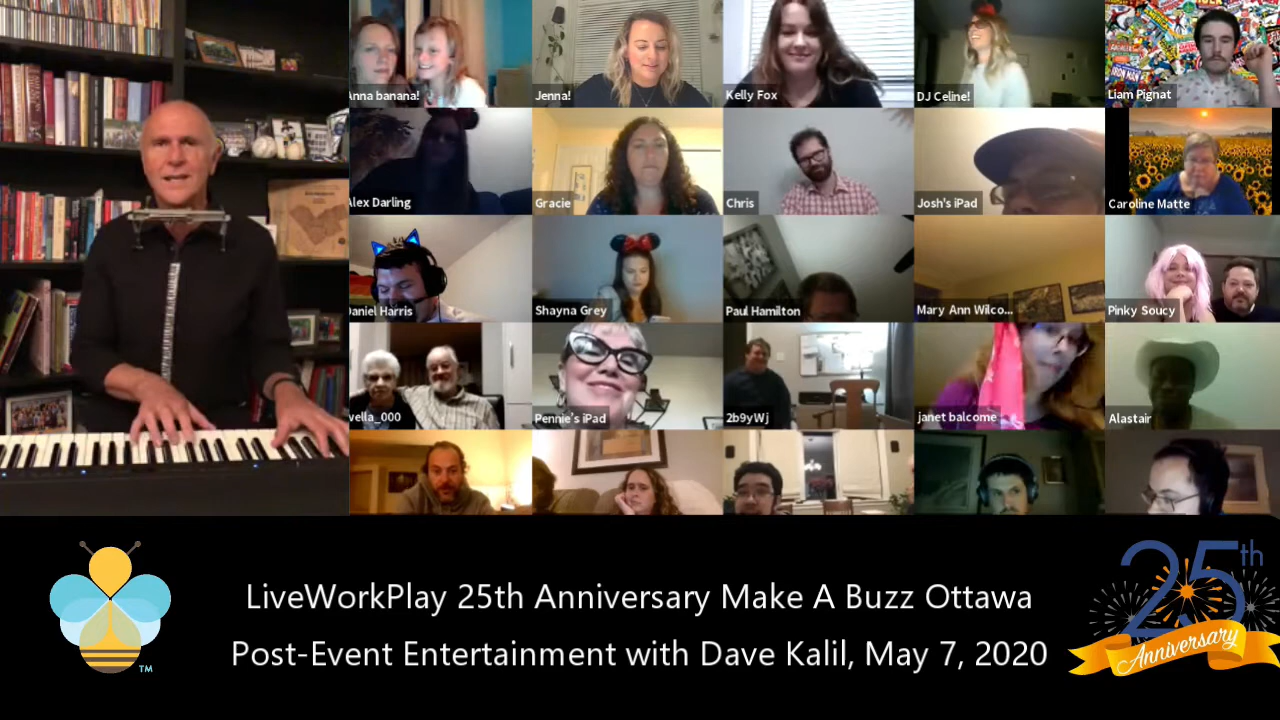 Anna banana!
Jenna!
Kelly Fox
DJ Celine!
Liam Pignat
IRON MAN
Alex Darling
Gracie
Chris
Josh's iPad
Caroline Matte
Daniel Harris
Shayna Grey
Paul Hamilton
Mary Ann Wilco...
Pinky Soucy
vella_000
Pennie's iPad
2b9yWj
janet balcome
Alastair
LiveWorkPlay 25th Anniversary Make A Buzz Ottawa
Post-Event Entertainment with Dave Kalil, May 7, 2020
TM
25th
Anniversary